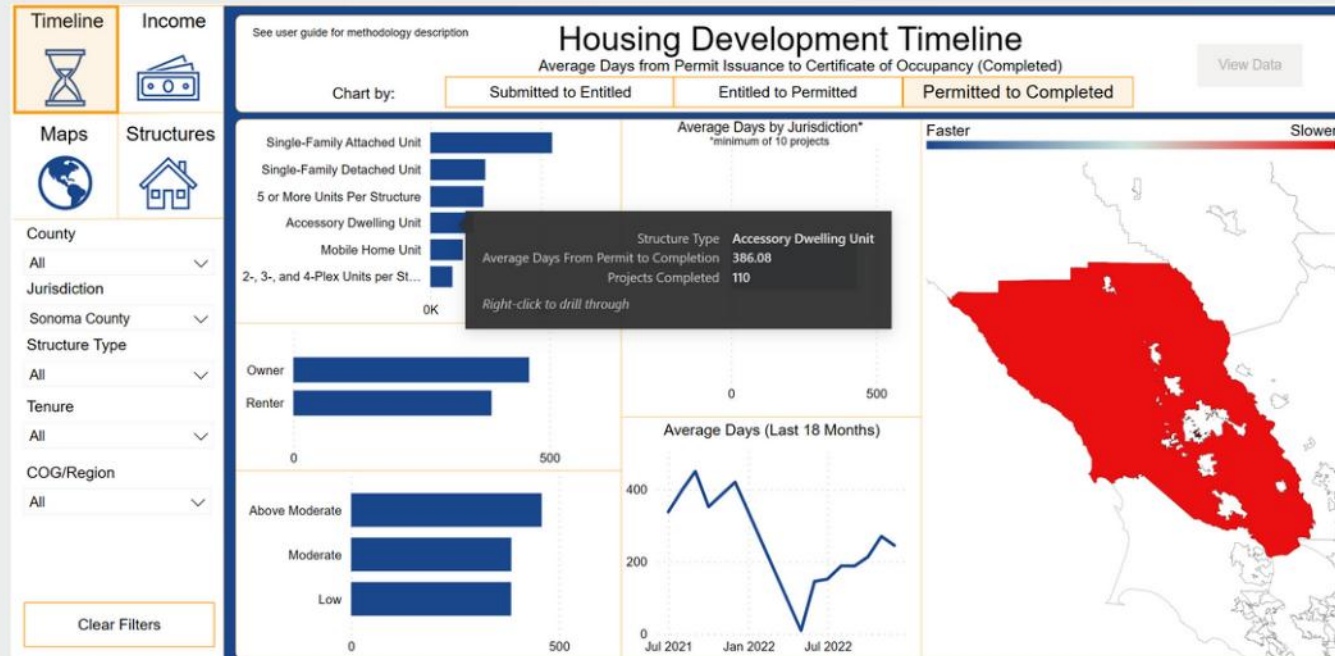 Timeline
Income
Maps
Structures
County
All
Jurisdiction
Sonoma County
Structure Type
All
Tenure
All
COG/Region
All
Clear Filters
See user guide for methodology description
Housing Development Timeline
Average Days from Permit Issuance to Certificate of Occupancy (Completed)
View Data
Chart by:
Submitted to Entitled
Entitled to Permitted
Permitted to Completed
Single-Family Attached Unit
Single-Family Detached Unit
5 or More Units Per Structure
Accessory Dwelling Unit
Mobile Home Unit
2-, 3-, and 4-Plex Units per St...
0K
Structure Type Accessory Dwelling Unit
Average Days From Permit to Completion 386.08
Projects Completed 110
Right-click to drill through
Owner
Renter
0 500
Above Moderate
Moderate
Low
0 500
Average Days by Jurisdiction*
*minimum of 10 projects
0 500
Average Days (Last 18 Months)
400
200
0
Jul 2021 Jan 2022 Jul 2022
Faster Slower